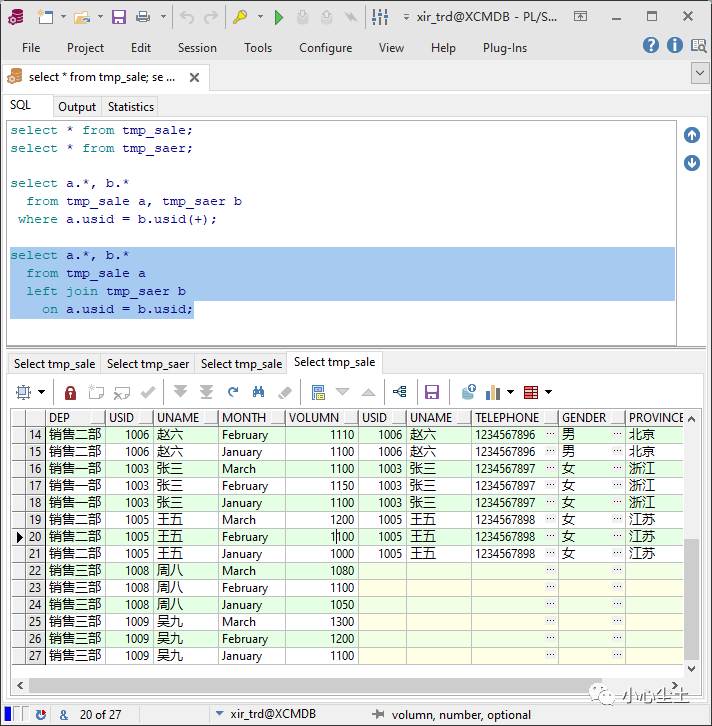 xir_trd@XCMDB - PL/S...
File Project Edit Session Tools Configure View Help Plug-Ins
select * from tmp_sale; se ...
SQL Output Statistics
select * from tmp_sale;
select * from tmp_saer;
select a.*, b.*
from tmp_sale a, tmp_saer b
where a.usid = b.usid(+);
select a.*, b.*
from tmp_sale a
left join tmp_saer b
on a.usid = b.usid;
Select tmp_sale Select tmp_saer Select tmp_sale Select tmp_sale
DEP USID UNAME MONTH VOLUMN USID UNAME TELEPHONE GENDER PROVINCE
14 销售二部 1006 赵六 February 1110 1006 赵六 1234567896 ... 男 ... 北京
15 销售二部 1006 赵六 January 1100 1006 赵六 1234567896 ... 男 ... 北京
16 销售一部 1003 张三 March 1100 1003 张三 1234567897 ... 女 ... 浙江
17 销售一部 1003 张三 February 1150 1003 张三 1234567897 ... 女 ... 浙江
18 销售一部 1003 张三 January 1100 1003 张三 1234567897 ... 女 ... 浙江
19 销售二部 1005 王五 March 1200 1005 王五 1234567898 ... 女 ... 江苏
20 销售二部 1005 王五 February 1100 1005 王五 1234567898 ... 女 ... 江苏
21 销售二部 1005 王五 January 1000 1005 王五 1234567898 ... 女 ... 江苏
22 销售三部 1008 周八 March 1080 ... ...
23 销售三部 1008 周八 February 1100 ... ...
24 销售三部 1008 周八 January 1050 ... ...
25 销售三部 1009 吴九 March 1300 ... ...
26 销售三部 1009 吴九 February 1200 ... ...
27 销售三部 1009 吴九 January 1100 ... ...
小心尘土
& 20 of 27 xir_trd@XCMDB volumn, number, optional